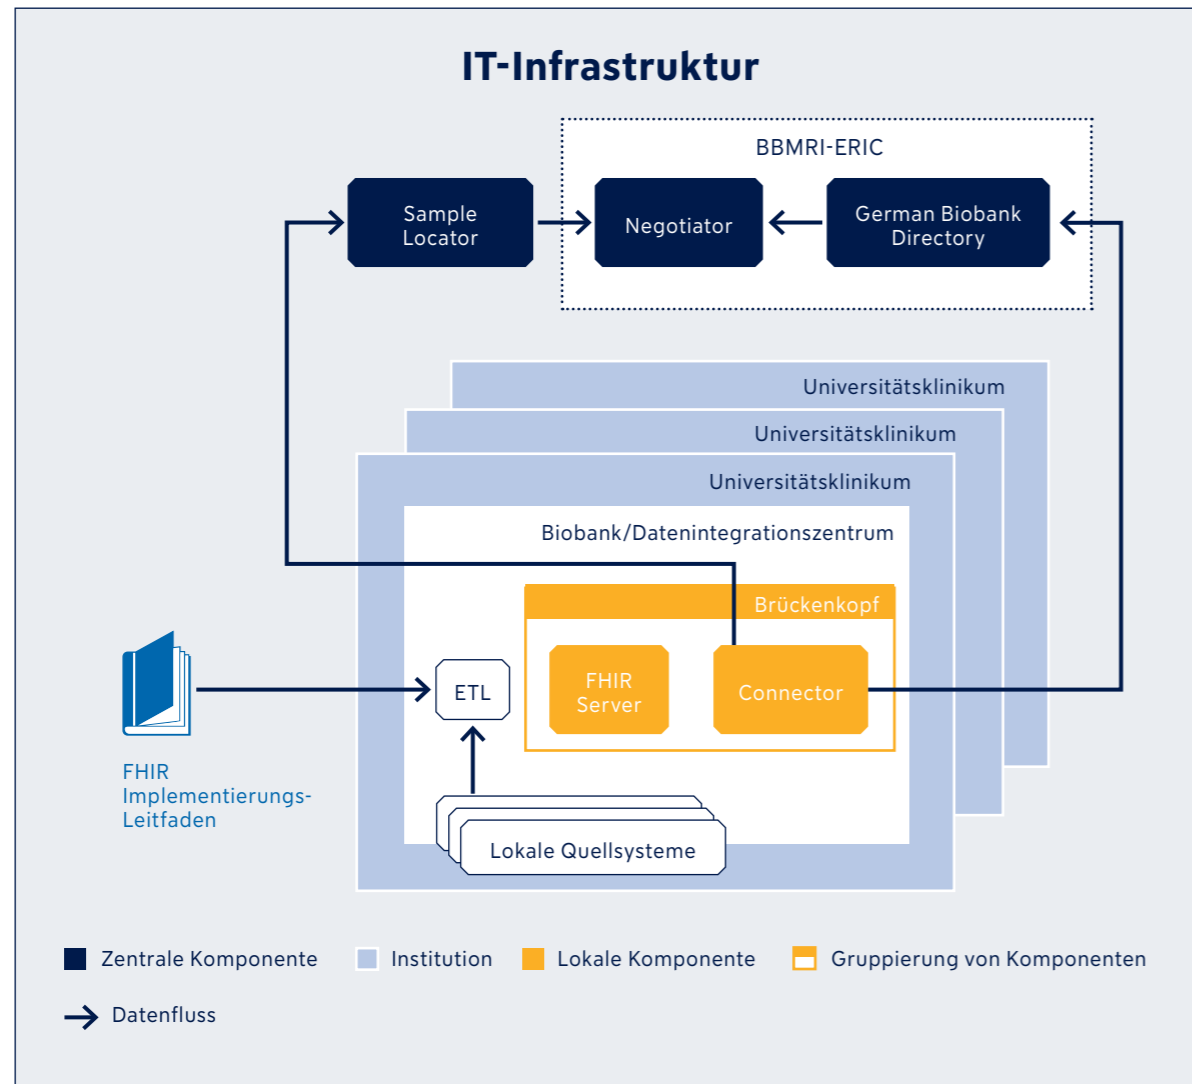 IT-Infrastruktur
BBMRI-ERIC
Sample
Locator
Negotiator
German Biobank
Directory
Universitätsklinikum
Universitätsklinikum
Universitätsklinikum
Biobank/Datenintegrationszentrum
Brückenkopf
ETL
FHIR
Server
Connector
FHIR
Implementierungs-
Leitfaden
Lokale Quellsysteme
Zentrale Komponente
Institution
Lokale Komponente
Gruppierung von Komponenten
Datenfluss